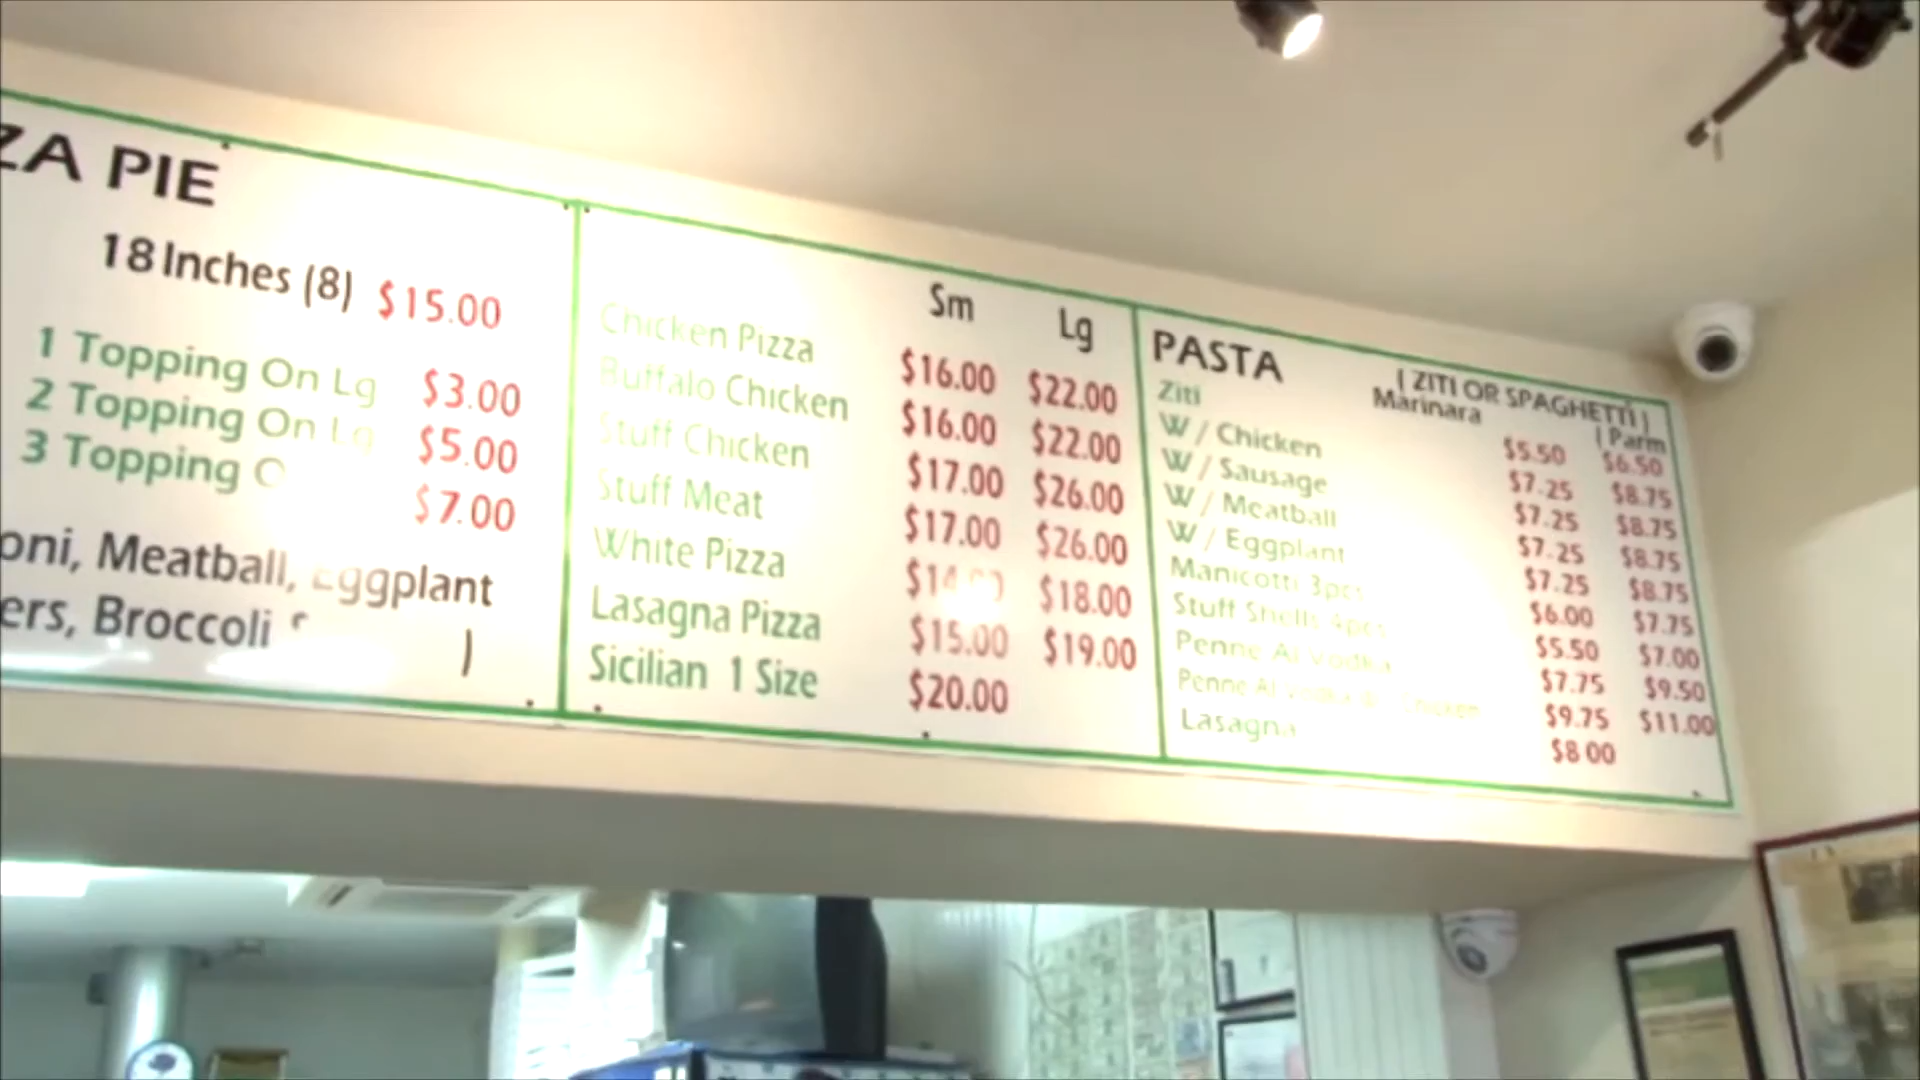 ZA PIE
18 Inches (8) $15.00
1 Topping On Lg $3.00
2 Topping On Lg $5.00
3 Topping O $7.00
oni, Meatball, Eggplant
ers, Broccoli )
Sm Lg
Chicken Pizza $16.00 $22.00
Buffalo Chicken $16.00 $22.00
Stuff Chicken $17.00 $26.00
Stuff Meat $17.00 $26.00
White Pizza $14.00 $18.00
Lasagna Pizza $15.00 $19.00
Sicilian 1 Size $20.00
PASTA ( ZITI OR SPAGHETTI )
Marinara ( Parm
Ziti $5.50 $6.50
W / Chicken $7.25 $8.75
W / Sausage $7.25 $8.75
W / Meatball $7.25 $8.75
W / Eggplant $7.25 $8.75
Manicotti 3pcs $6.00 $7.75
Stuff Shells 4pcs $5.50 $7.00
Penne Al Vodka $7.75 $9.50
Penne Al Vodka Chicken $9.75 $11.00
Lasagna $8.00